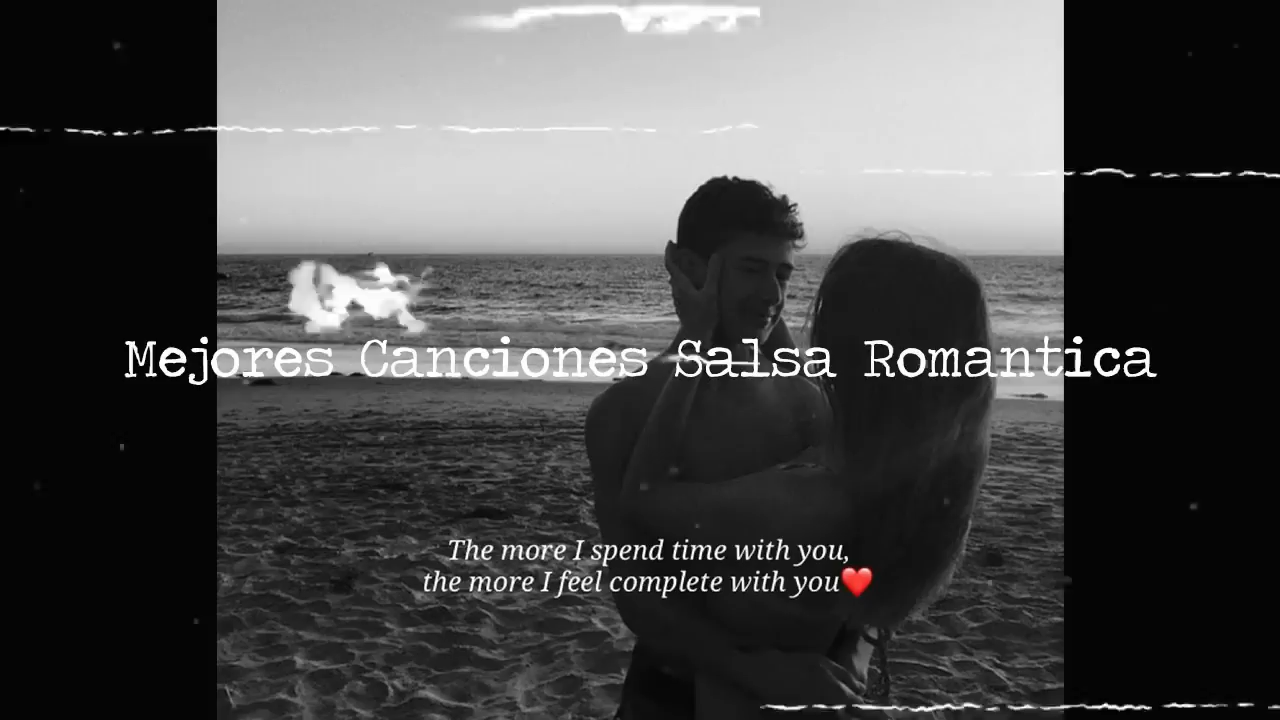 Mejores Canciones Salsa Romantica
The more I spend time with you,
the more I feel complete with you❤️